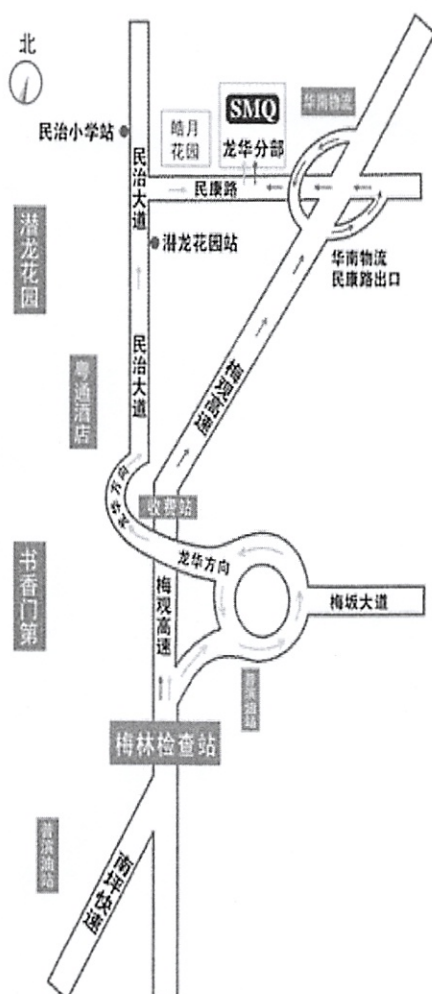 北
SMQ
龙华分部
华南物流
皓月
花园
民治小学站
民治大道
民康路
潜龙花园
潜龙花园站
华南物流
民康路出口
民治大道
粤通酒店
梅观高速
龙华方向
收费站
龙华方向
书香门第
梅观高速
梅坂大道
普滨油站
梅林检查站
普滨油站
南坪快速